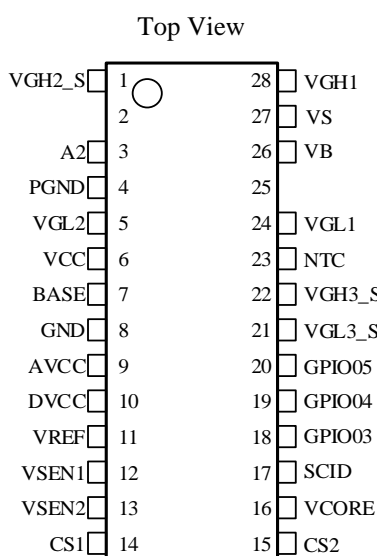 Top View
VGH2_S 1 28 VGH1
2 27 VS
A2 3 26 VB
PGND 4 25
VGL2 5 24 VGL1
VCC 6 23 NTC
BASE 7 22 VGH3_S
GND 8 21 VGL3_S
AVCC 9 20 GPIO05
DVCC 10 19 GPIO04
VREF 11 18 GPIO03
VSEN1 12 17 SCID
VSEN2 13 16 VCORE
CS1 14 15 CS2